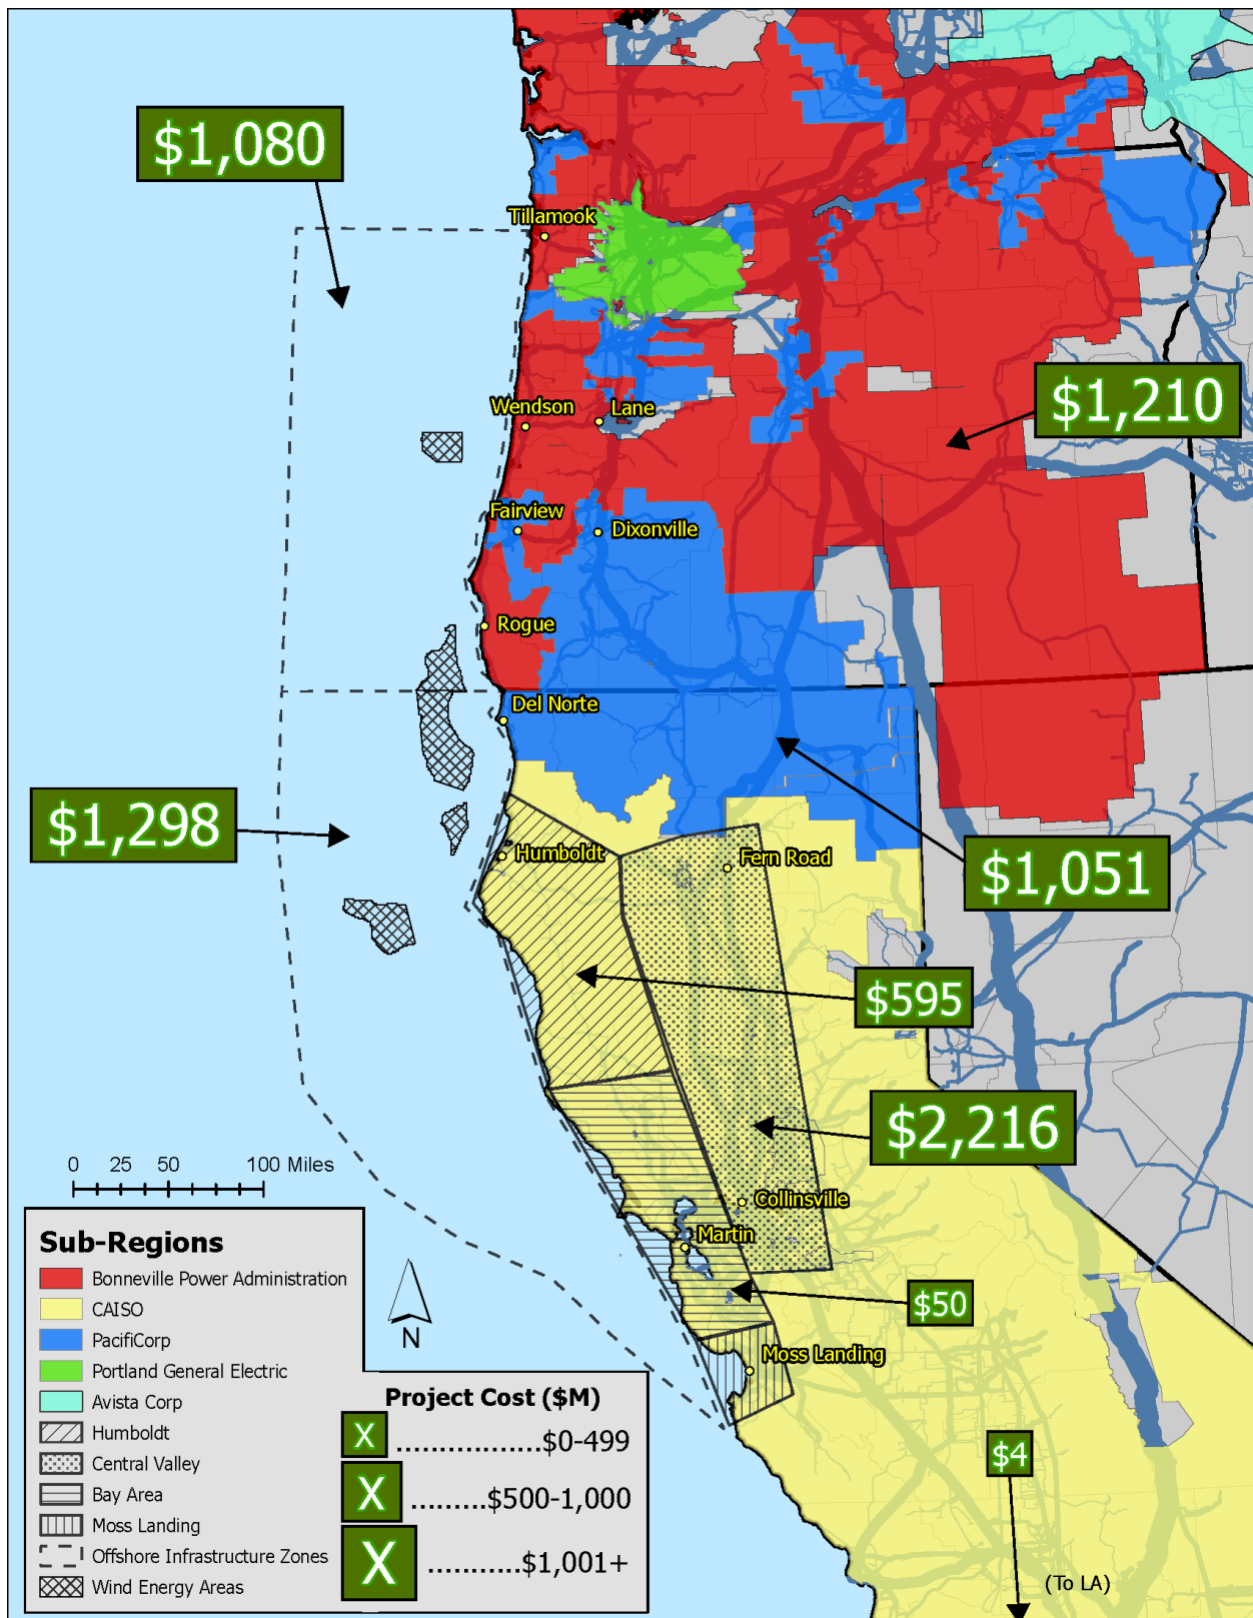 $1,080
Tillamook
$1,210
Wendson
Lane
Fairview
Dixonville
Rogue
Del Norte
$1,298
Humboldt
Fern Road
$1,051
$595
$2,216
0 25 50 100 Miles
Collinsville
Martin
$50
Moss Landing
$4
(To LA)
N
Sub-Regions
Bonneville Power Administration
CAISO
PacifiCorp
Portland General Electric
Avista Corp
Humboldt
Central Valley
Bay Area
Moss Landing
Offshore Infrastructure Zones
Wind Energy Areas
Project Cost ($M)
X .................$0-499
X .........$500-1,000
X ...........$1,001+